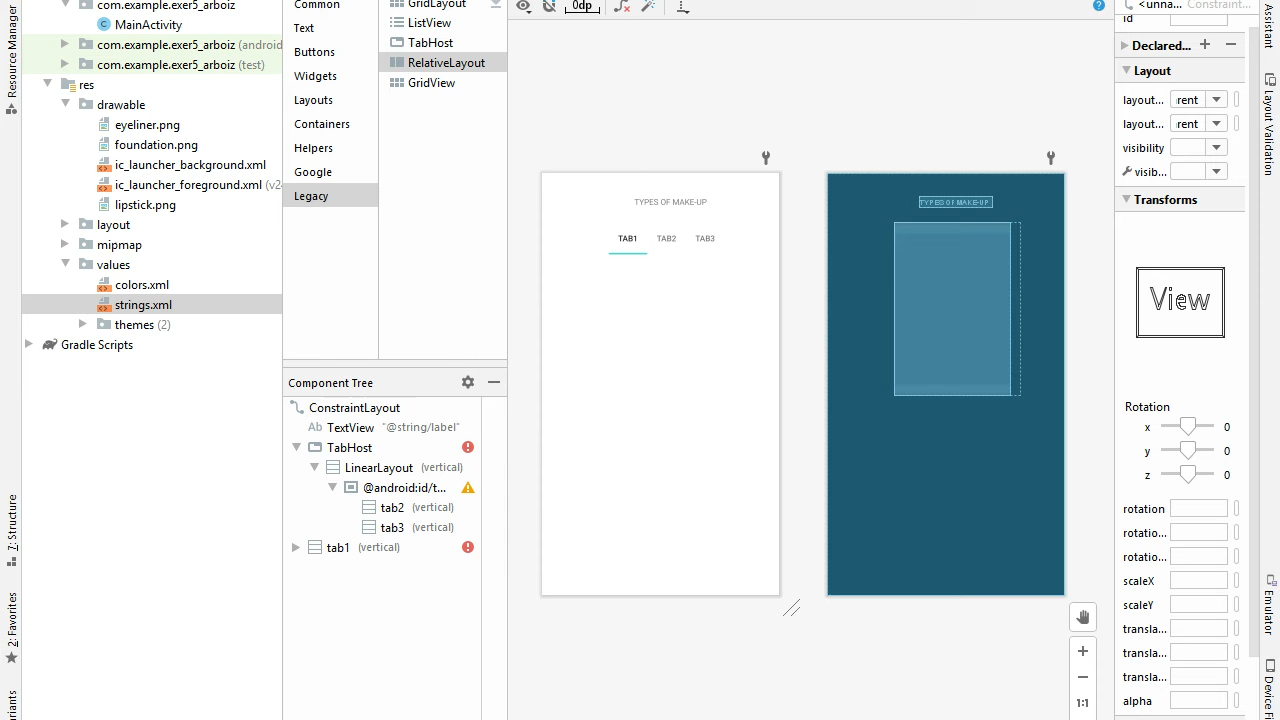 Resource Manager
7: Structure
2: Favorites
com.example.exer5_arboiz
MainActivity
com.example.exer5_arboiz (android
com.example.exer5_arboiz (test)
res
drawable
eyeliner.png
foundation.png
ic_launcher_background.xml
ic_launcher_foreground.xml (v24
lipstick.png
layout
mipmap
values
colors.xml
strings.xml
themes (2)
Gradle Scripts
Common
Text
Buttons
Widgets
Layouts
Containers
Helpers
Google
Legacy
GridLayout
ListView
TabHost
RelativeLayout
GridView
Component Tree
ConstraintLayout
Ab TextView "@string/label"
TabHost
LinearLayout (vertical)
@android:id/t...
tab2 (vertical)
tab3 (vertical)
tab1 (vertical)
0dp
TYPES OF MAKE-UP
TAB1 TAB2 TAB3
TYPES OF MAKE-UP
1:1
<unna... Constraint...
id
Declared...
Layout
layout... rent
layout... rent
visibility
visib...
Transforms
View
Rotation
x 0
y 0
z 0
rotation
rotatio...
rotatio...
scaleX
scaleY
transla...
transla...
transla...
alpha
Assistant
Layout Validation
Emulator